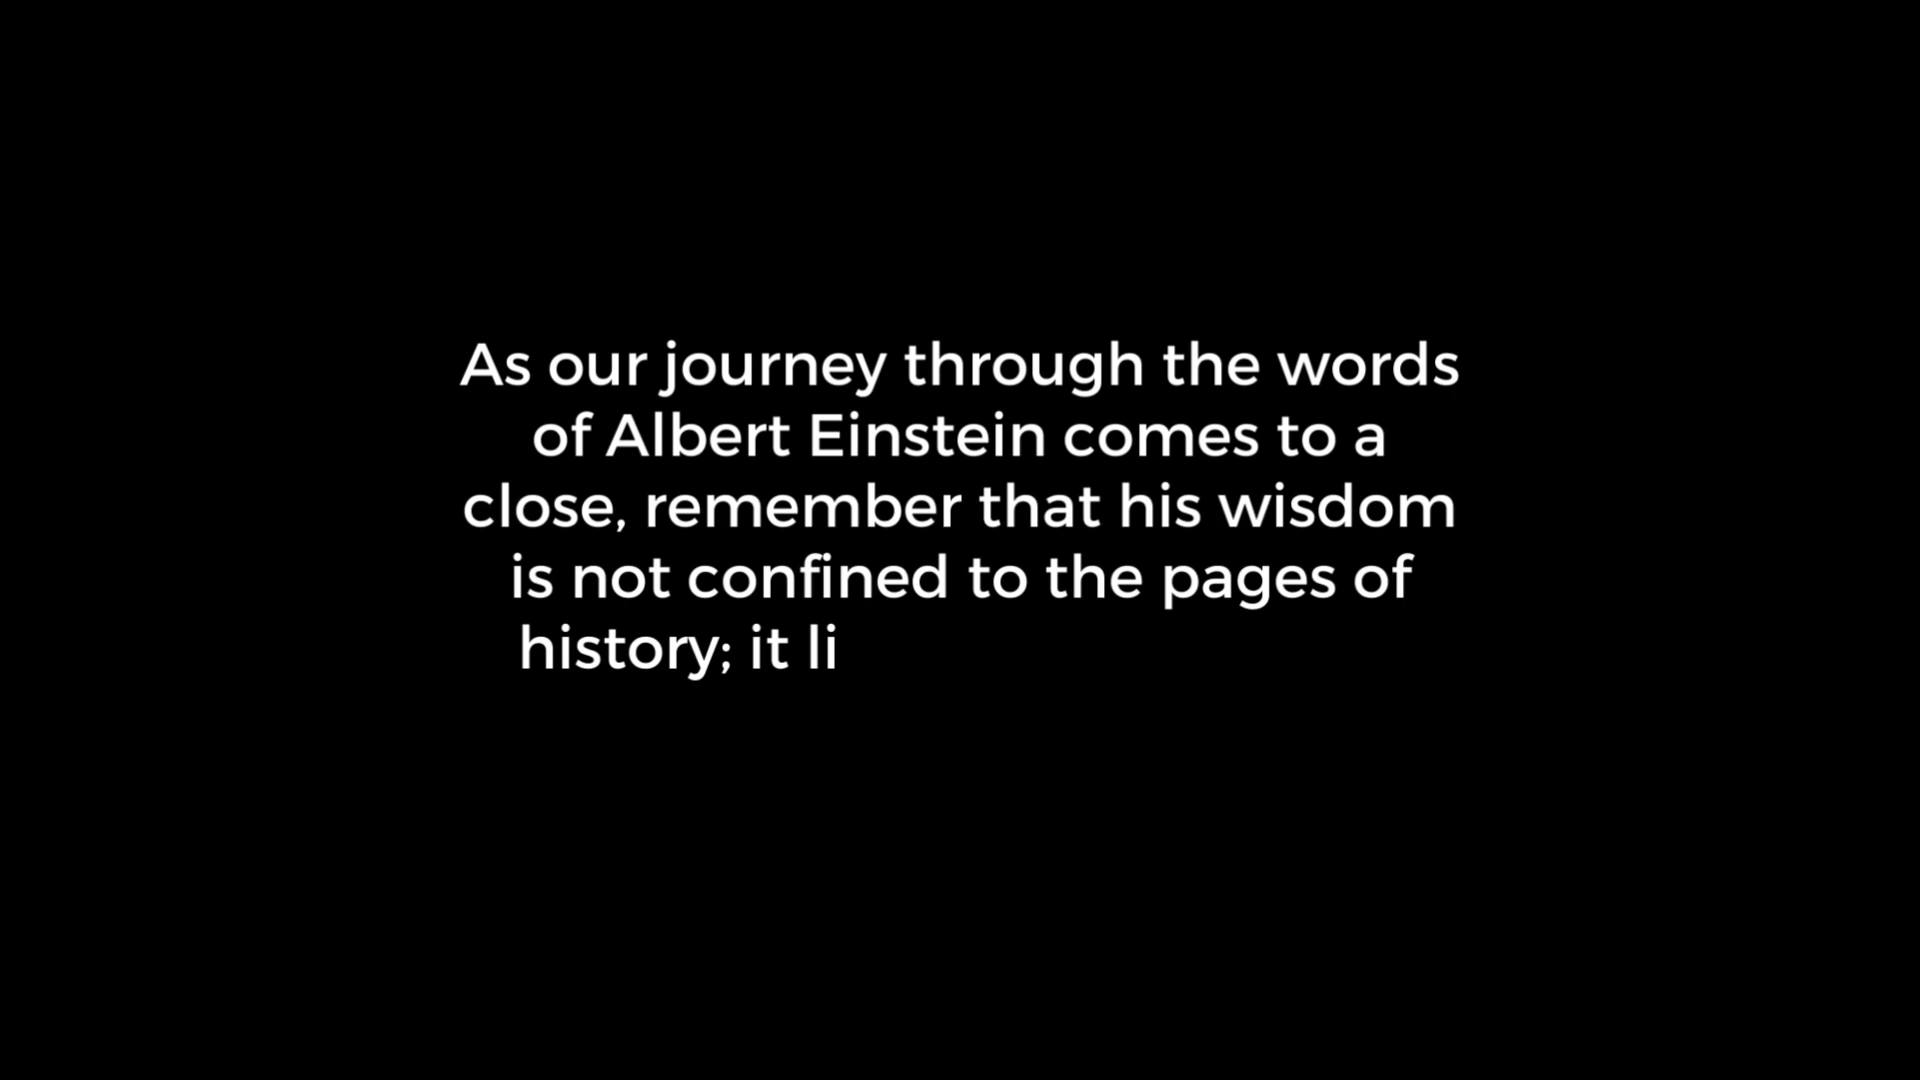 As our journey through the words
of Albert Einstein comes to a
close, remember that his wisdom
is not confined to the pages of
history; it li